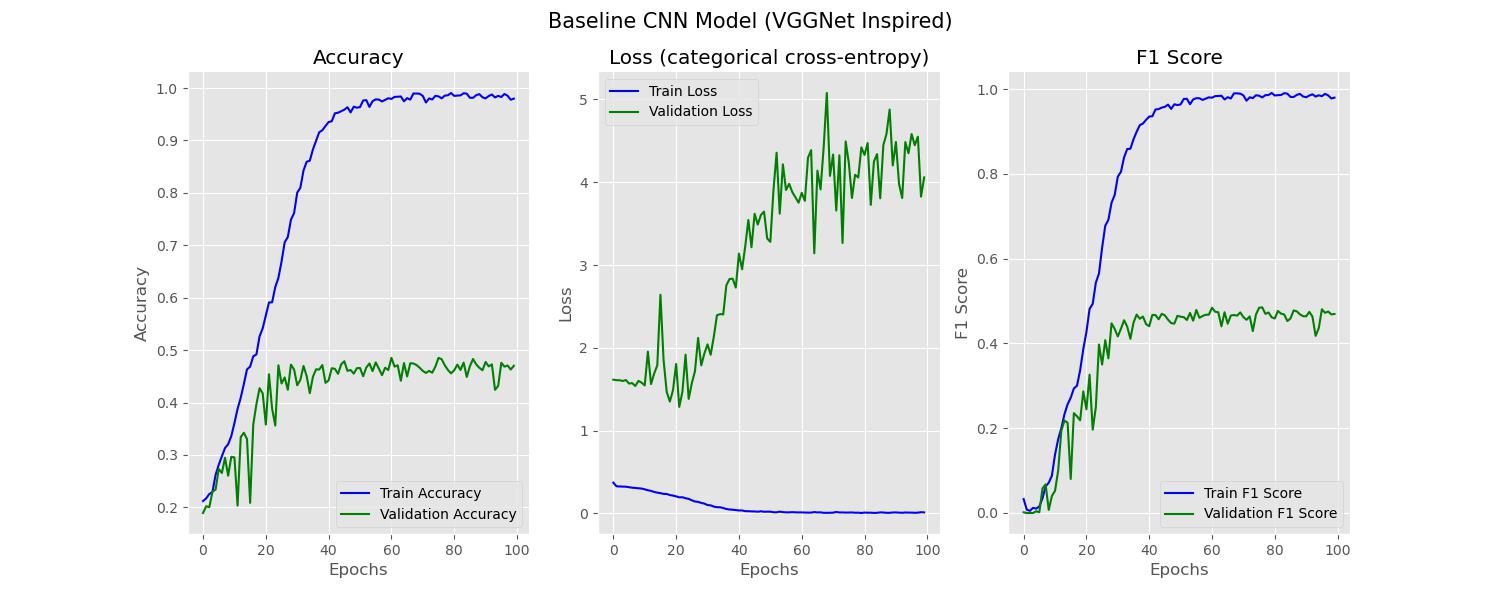 Baseline CNN Model (VGGNet Inspired)
Accuracy
1.0
0.9
0.8
0.7
0.6
0.5
0.4
0.3
0.2
Accuracy
Train Accuracy
Validation Accuracy
0 20 40 60 80 100
Epochs
Loss (categorical cross-entropy)
Train Loss
Validation Loss
5
4
3
2
1
0
Loss
0 20 40 60 80 100
Epochs
F1 Score
1.0
0.8
0.6
0.4
0.2
0.0
F1 Score
Train F1 Score
Validation F1 Score
0 20 40 60 80 100
Epochs